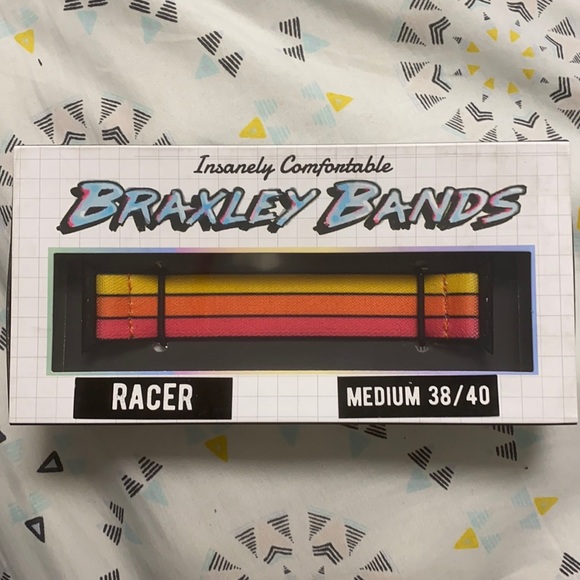 Insanely Comfortable
BRAXLEY BANDS
RACER
MEDIUM 38/40